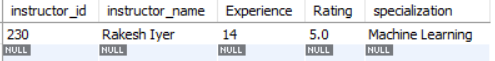 instructor_id instructor_name Experience Rating specialization
230 Rakesh Iyer 14 5.0 Machine Learning
NULL NULL NULL NULL NULL